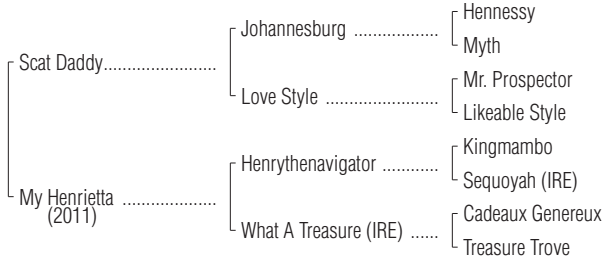 Hennessy
Johannesburg ..................
Myth
Scat Daddy........................
Mr. Prospector
Love Style ........................
Likeable Style
Kingmambo
Henrythenavigator ............
Sequoyah (IRE)
My Henrietta ....................
(2011)
Cadeaux Genereux
What A Treasure (IRE) ......
Treasure Trove